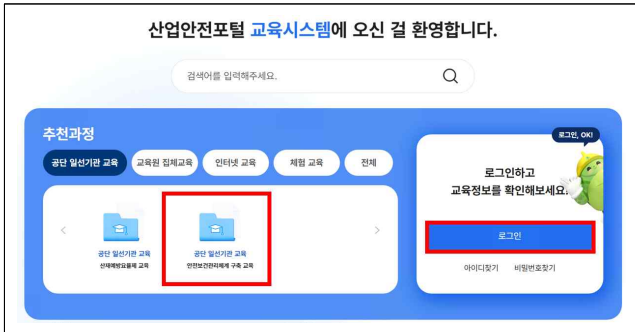 산업안전포털 교육시스템에 오신 걸 환영합니다.
검색어를 입력해주세요.
추천과정
공단 일선기관 교육
교육원 집체교육
인터넷 교육
체험 교육
전체
공단 일선기관 교육
산재예방요율제 교육
공단 일선기관 교육
안전보건관리체계 구축 교육
로그인, OK!
로그인하고
교육정보를 확인해보세요!
로그인
아이디찾기
비밀번호찾기